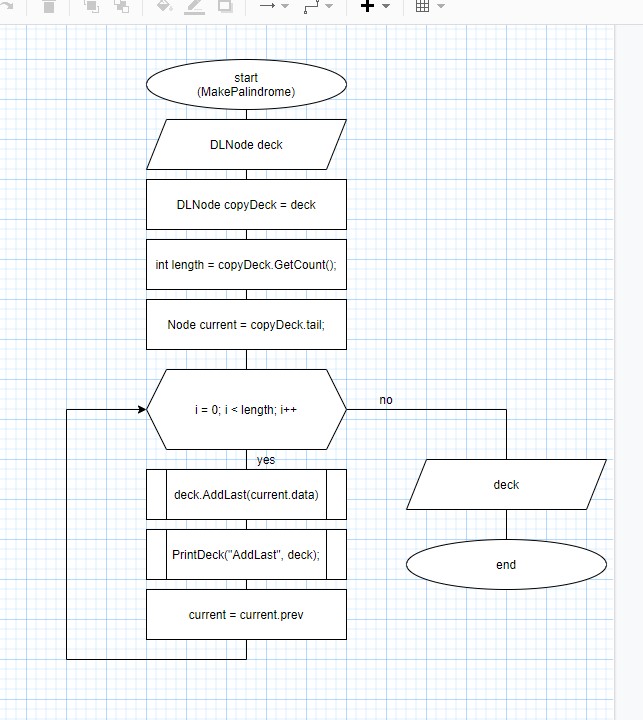 start
(MakePalindrome)
DLNode deck
DLNode copyDeck = deck
int length = copyDeck.GetCount();
Node current = copyDeck.tail;
i = 0; i < length; i++
no
yes
deck.AddLast(current.data)
deck
PrintDeck("AddLast", deck);
end
current = current.prev